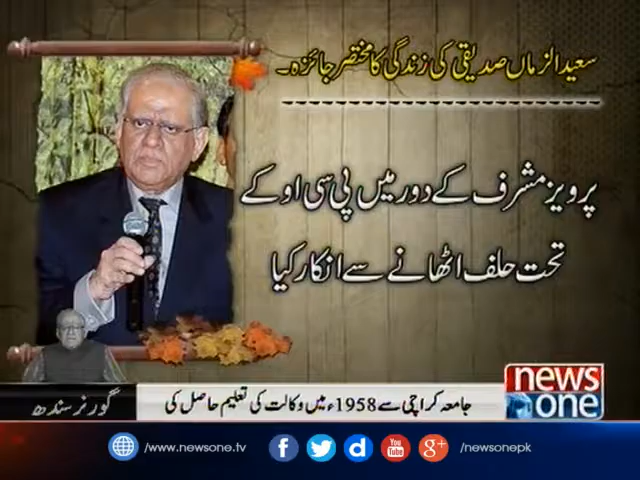 سعید الزماں صدیقی کی زندگی کا مختصر جائزہ۔
پرویز مشرف کے دور میں پی سی او کے
تحت حلف اٹھانے سے انکار کیا
گورنر سندھ
جامعہ کراچی سے 1958ء میں وکالت کی تعلیم حاصل کی
news
one
/www.newsone.tv
You Tube
g+
/newsonepk